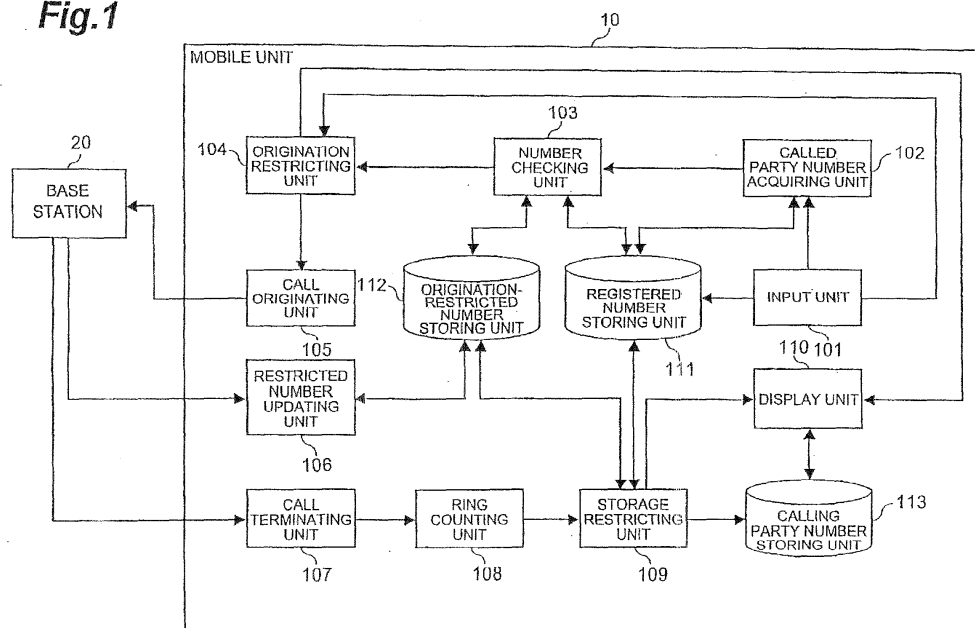 Fig.1
10
MOBILE UNIT
20
BASE
STATION
104
ORIGINATION
RESTRICTING
UNIT
103
NUMBER
CHECKING
UNIT
CALLED
PARTY NUMBER
ACQUIRING UNIT
102
CALL
ORIGINATING
UNIT
105
112
ORIGINATION-
RESTRICTED
NUMBER
STORING UNIT
REGISTERED
NUMBER
STORING UNIT
111
INPUT UNIT
101
110
DISPLAY UNIT
RESTRICTED
NUMBER
UPDATING
UNIT
106
CALL
TERMINATING
UNIT
107
RING
COUNTING
UNIT
108
STORAGE
RESTRICTING
UNIT
109
CALLING
PARTY NUMBER
STORING UNIT
113